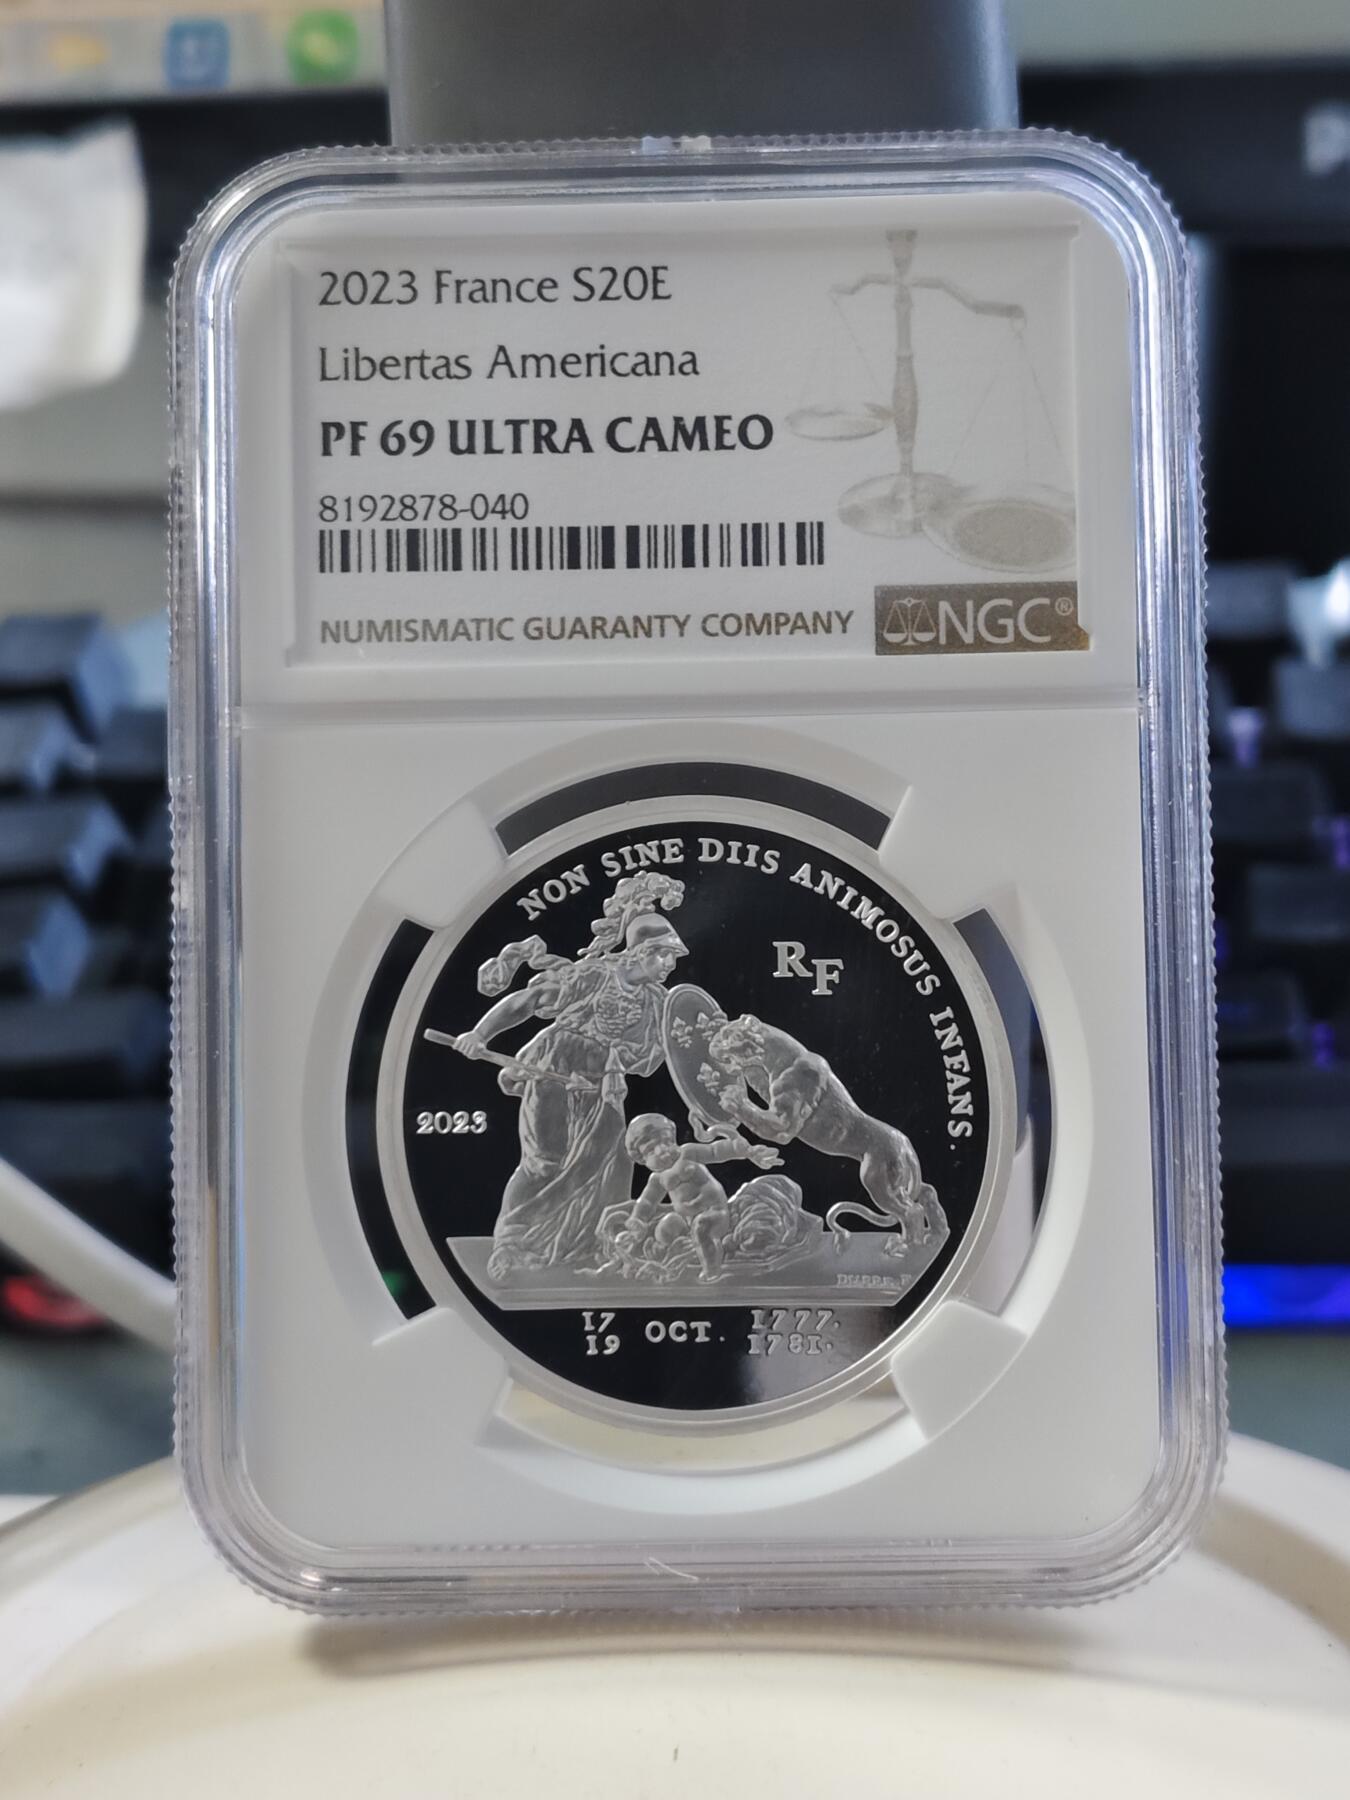 2023 France S20E
Libertas Americana
PF 69 ULTRA CAMEO
8192878-040
NUMISMATIC GUARANTY COMPANY
NGC®
NON SINE DIIS ANIMOSUS INFANS.
RF
2023
17 OCT. 1777.
19 1781.